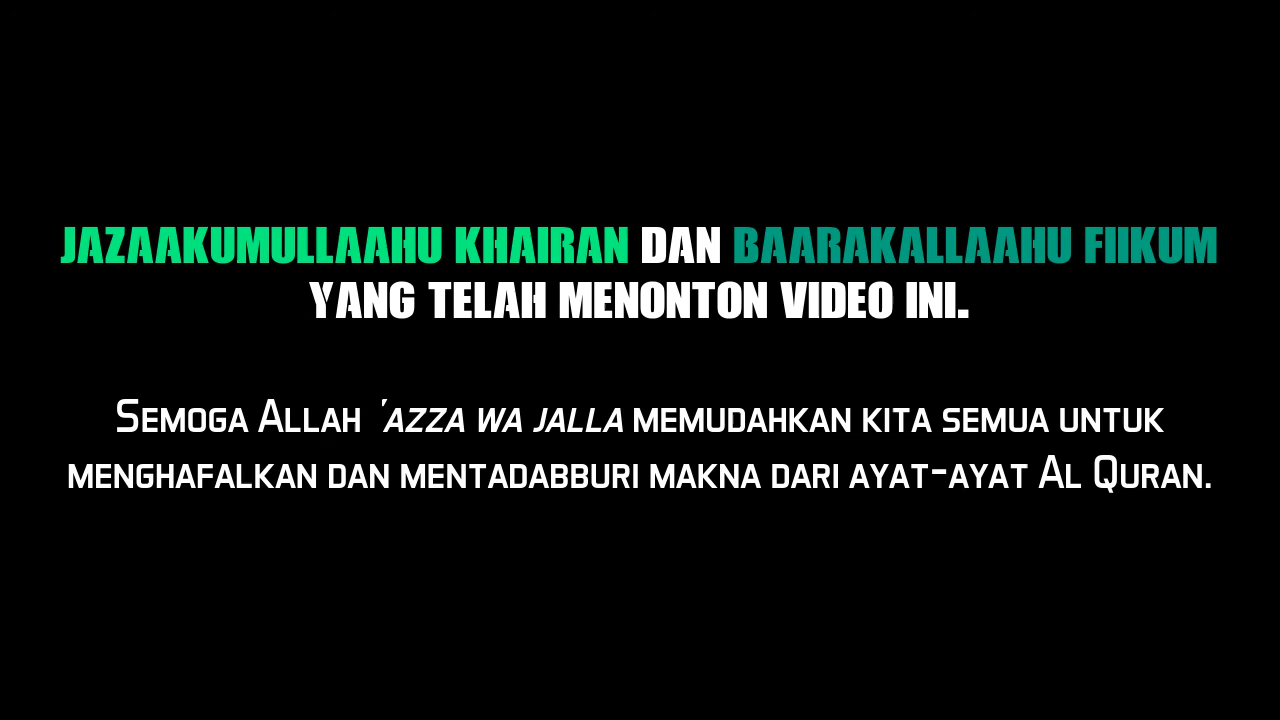 JAZAAKUMULLAAHU KHAIRAN DAN BAARAKALLAAHU FIIKUM
YANG TELAH MENONTON VIDEO INI.
Semoga Allah 'azza wa jalla memudahkan kita semua untuk
menghafalkan dan mentadabburi makna dari ayat-ayat Al Quran.